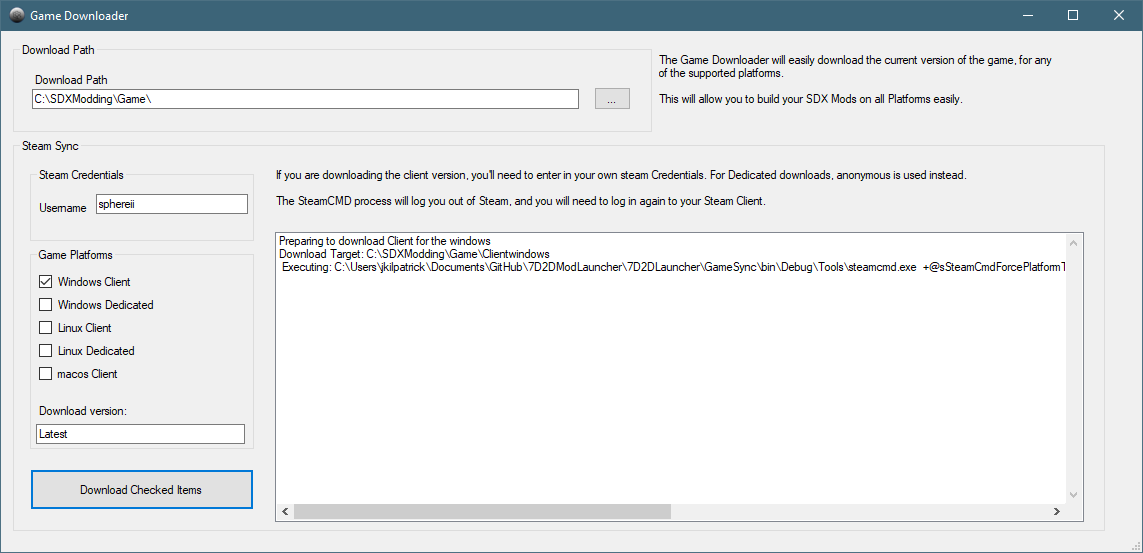 Game Downloader
Download Path
Download Path
C:\SDXModding\Game\
...
The Game Downloader will easily download the current version of the game, for any
of the supported platforms.
This will allow you to build your SDX Mods on all Platforms easily.
Steam Sync
Steam Credentials
Username
sphereii
Game Platforms
Windows Client
Windows Dedicated
Linux Client
Linux Dedicated
macos Client
Download version:
Latest
Download Checked Items
If you are downloading the client version, you'll need to enter in your own steam Credentials. For Dedicated downloads, anonymous is used instead.
The SteamCMD process will log you out of Steam, and you will need to log in again to your Steam Client.
Preparing to download Client for the windows
Download Target: C:\SDXModding\Game\Clientwindows
Executing: C:\Users\jkilpatrick\Documents\GitHub\7D2DModLauncher\7D2DLauncher\GameSync\bin\Debug\Tools\steamcmd.exe +@sSteamCmdForcePlatformT